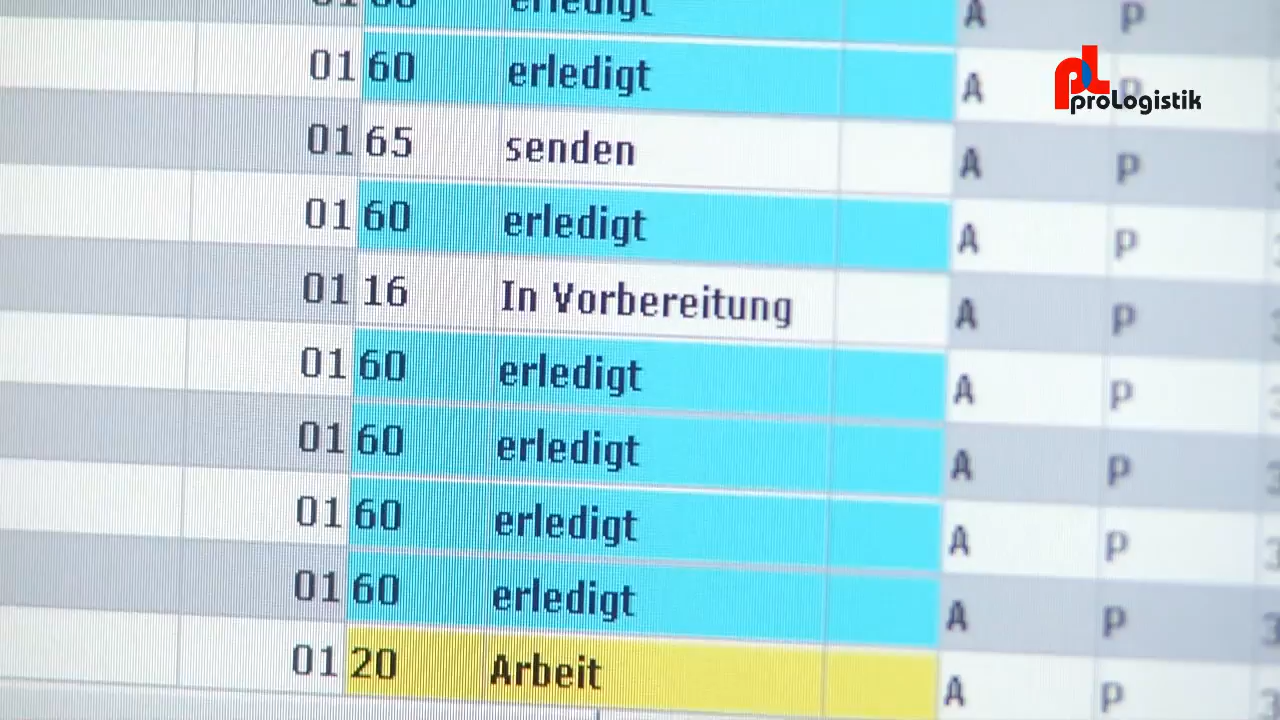 erledigt A p
01 60 erledigt A
proLogistik
01 65 senden A p
01 60 erledigt A p
01 16 In Vorbereitung A p
01 60 erledigt A p
01 60 erledigt A p
01 60 erledigt A p
01 60 erledigt A p
01 20 Arbeit A p